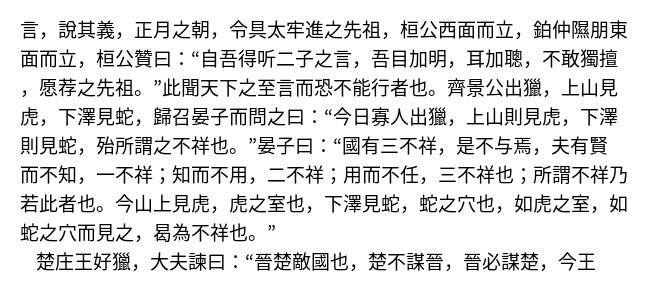 言，說其義，正月之朝，令具太牢進之先祖，桓公西面而立，鉑仲隰朋東
面而立，桓公贊曰：“自吾得听二子之言，吾目加明，耳加聰，不敢獨擅
，愿荐之先祖。”此聞天下之至言而恐不能行者也。齊景公出獵，上山見
虎，下澤見蛇，歸召晏子而問之曰：“今日寡人出獵，上山則見虎，下澤
則見蛇，殆所謂之不祥也。”晏子曰：“國有三不祥，是不与焉，夫有賢
而不知，一不祥；知而不用，二不祥；用而不任，三不祥也；所謂不祥乃
若此者也。今山上見虎，虎之室也，下澤見蛇，蛇之穴也，如虎之室，如
蛇之穴而見之，曷為不祥也。”
楚庄王好獵，大夫諫曰：“晉楚敵國也，楚不謀晉，晉必謀楚，今王